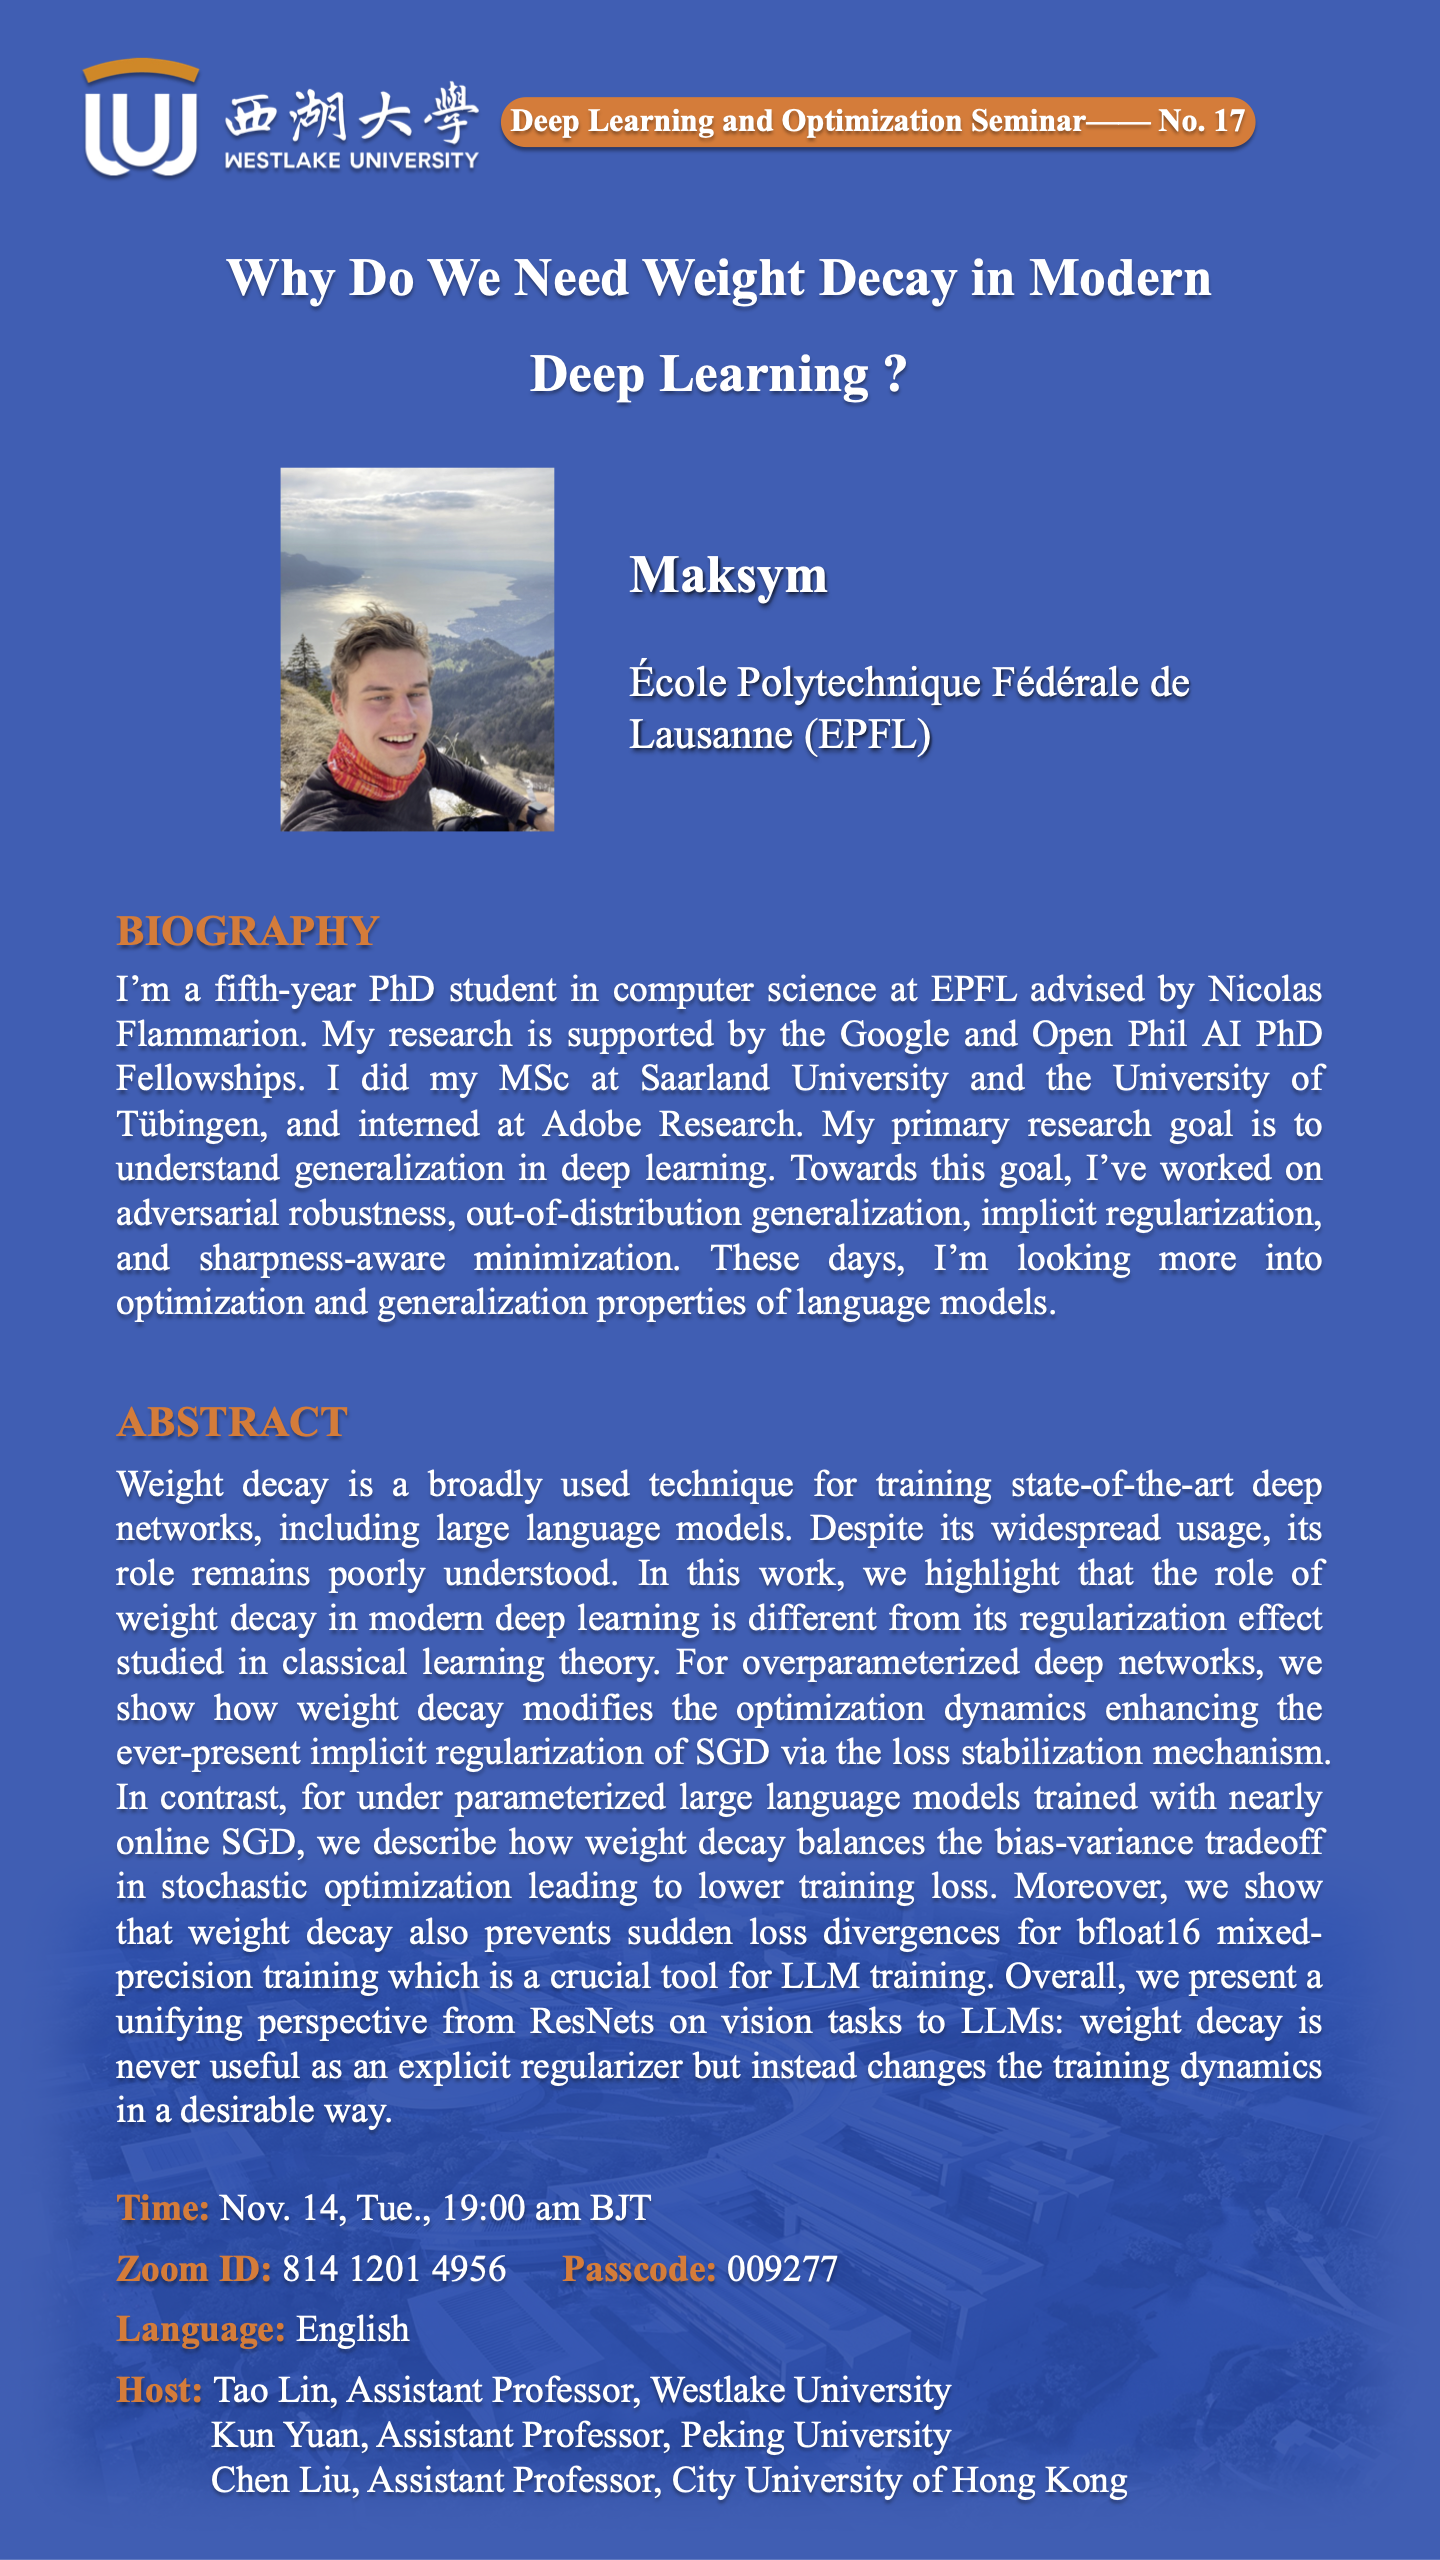 西湖大學
WESTLAKE UNIVERSITY
Deep Learning and Optimization Seminar—— No. 17
Why Do We Need Weight Decay in Modern
Deep Learning ?
Maksym
École Polytechnique Fédérale de
Lausanne (EPFL)
BIOGRAPHY
I’m a fifth-year PhD student in computer science at EPFL advised by Nicolas
Flammarion. My research is supported by the Google and Open Phil AI PhD
Fellowships. I did my MSc at Saarland University and the University of
Tübingen, and interned at Adobe Research. My primary research goal is to
understand generalization in deep learning. Towards this goal, I’ve worked on
adversarial robustness, out-of-distribution generalization, implicit regularization,
and sharpness-aware minimization. These days, I’m looking more into
optimization and generalization properties of language models.
ABSTRACT
Weight decay is a broadly used technique for training state-of-the-art deep
networks, including large language models. Despite its widespread usage, its
role remains poorly understood. In this work, we highlight that the role of
weight decay in modern deep learning is different from its regularization effect
studied in classical learning theory. For overparameterized deep networks, we
show how weight decay modifies the optimization dynamics enhancing the
ever-present implicit regularization of SGD via the loss stabilization mechanism.
In contrast, for under parameterized large language models trained with nearly
online SGD, we describe how weight decay balances the bias-variance tradeoff
in stochastic optimization leading to lower training loss. Moreover, we show
that weight decay also prevents sudden loss divergences for bfloat16 mixed-
precision training which is a crucial tool for LLM training. Overall, we present a
unifying perspective from ResNets on vision tasks to LLMs: weight decay is
never useful as an explicit regularizer but instead changes the training dynamics
in a desirable way.
Time: Nov. 14, Tue., 19:00 am BJT
Zoom ID: 814 1201 4956 Passcode: 009277
Language: English
Host: Tao Lin, Assistant Professor, Westlake University
Kun Yuan, Assistant Professor, Peking University
Chen Liu, Assistant Professor, City University of Hong Kong